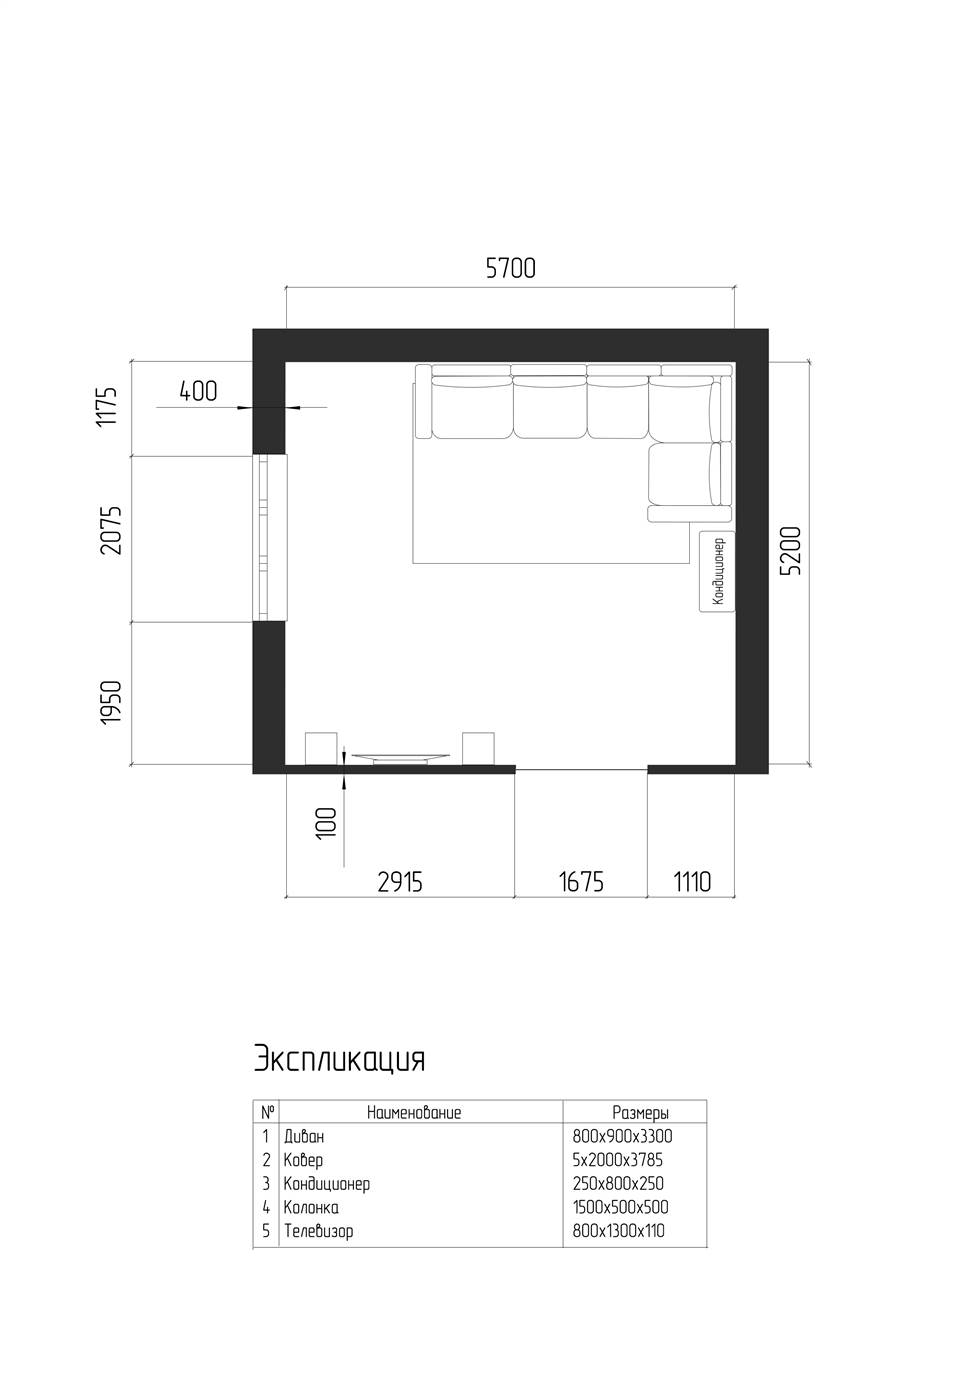 5700
400
1175
2075
5200
Кондиционер
1950
100
2915 1675 1110
Экспликация
№ Наименование Размеры
1 Диван 800x900x3300
2 Ковер 5x2000x3785
3 Кондиционер 250x800x250
4 Колонка 1500x500x500
5 Телевизор 800x1300x110